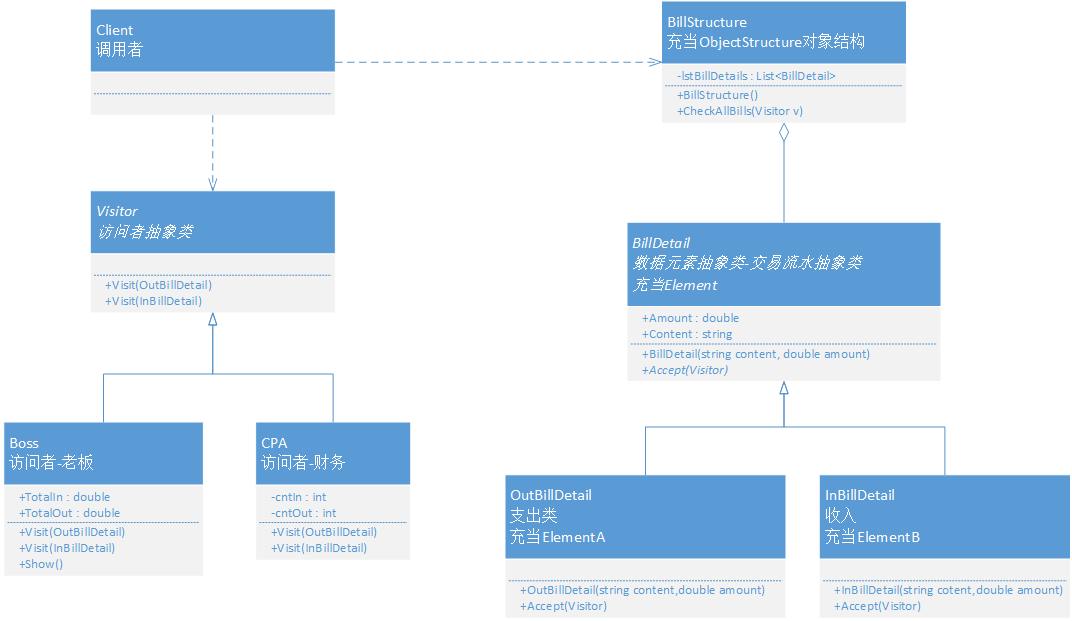 Client
调用者
BillStructure
充当ObjectStructure对象结构
-lstBillDetails : List<BillDetail>
+BillStructure()
+CheckAllBills(Visitor v)
Visitor
访问者抽象类
+Visit(OutBillDetail)
+Visit(InBillDetail)
BillDetail
数据元素抽象类-交易流水抽象类
充当Element
+Amount : double
+Content : string
+BillDetail(string content, double amount)
+Accept(Visitor)
Boss
访问者-老板
+TotalIn : double
+TotalOut : double
+Visit(OutBillDetail)
+Visit(InBillDetail)
+Show()
CPA
访问者-财务
-cntIn : int
-cntOut : int
+Visit(OutBillDetail)
+Visit(InBillDetail)
OutBillDetail
支出类
充当ElementA
+OutBillDetail(string content,double amount)
+Accept(Visitor)
InBillDetail
收入
充当ElementB
+InBillDetail(string cotent,double amount)
+Accept(Visitor)